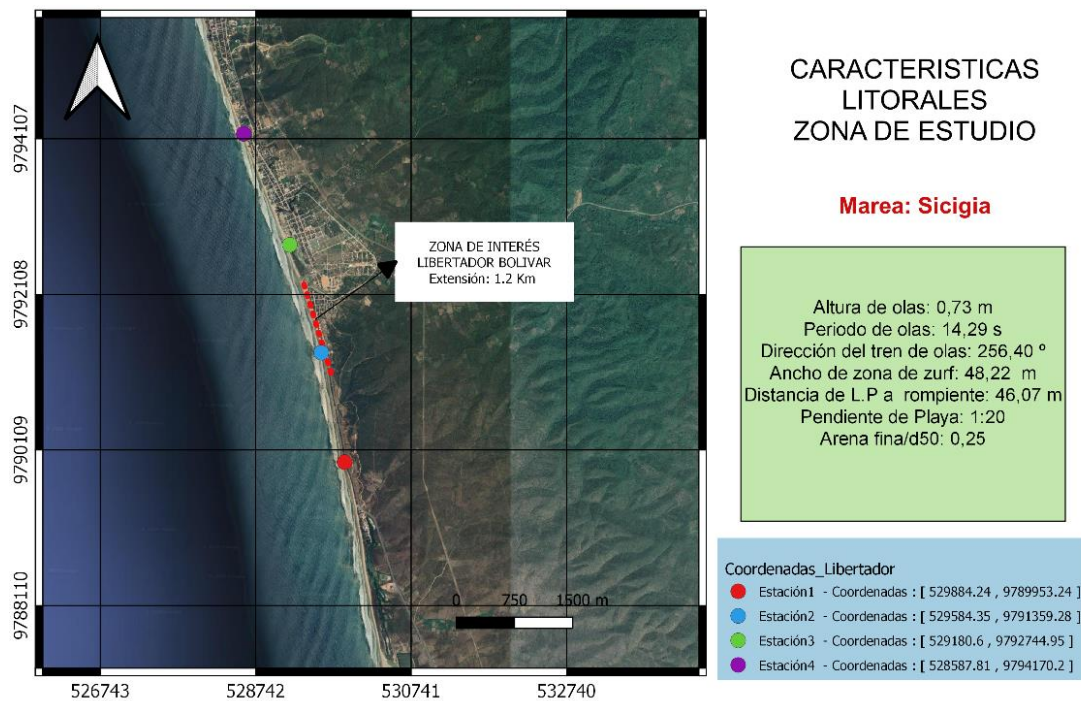 CARACTERISTICAS
LITORALES
ZONA DE ESTUDIO
Marea: Sicigia
Altura de olas: 0,73 m
Periodo de olas: 14,29 s
Dirección del tren de olas: 256,40 º
Ancho de zona de zurf: 48,22 m
Distancia de L.P a rompiente: 46,07 m
Pendiente de Playa: 1:20
Arena fina/d50: 0,25
Coordenadas_Libertador
Estación1 - Coordenadas : [ 529884.24 , 9789953.24 ]
Estación2 - Coordenadas : [ 529584.35 , 9791359.28 ]
Estación3 - Coordenadas : [ 529180.6 , 9792744.95 ]
Estación4 - Coordenadas : [ 528587.81 , 9794170.2 ]
ZONA DE INTERÉS
LIBERTADOR BOLIVAR
Extensión: 1.2 Km
9794107
9792108
9790109
9788110
0 750 1500 m
526743 528742 530741 532740